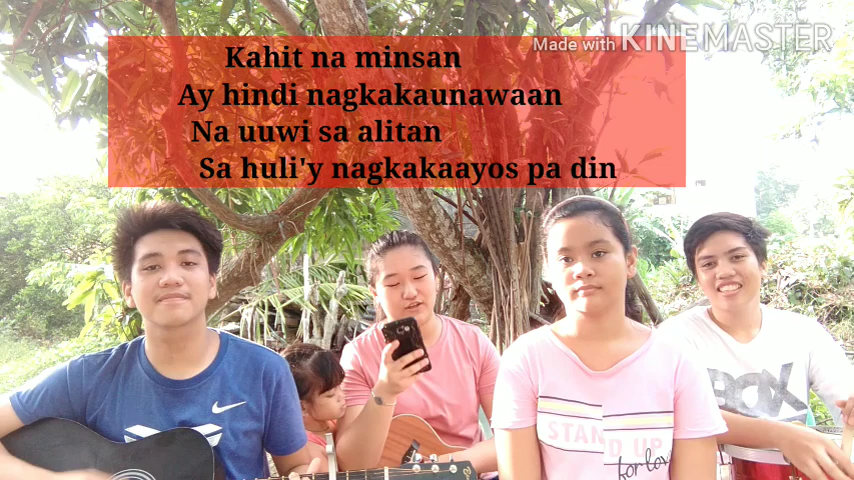 Made with KINEMASTER
Kahit na minsan
Ay hindi nagkakaunawaan
Na uuwi sa alitan
Sa huli'y nagkakaayos pa din
STAND UP
for love
BOX